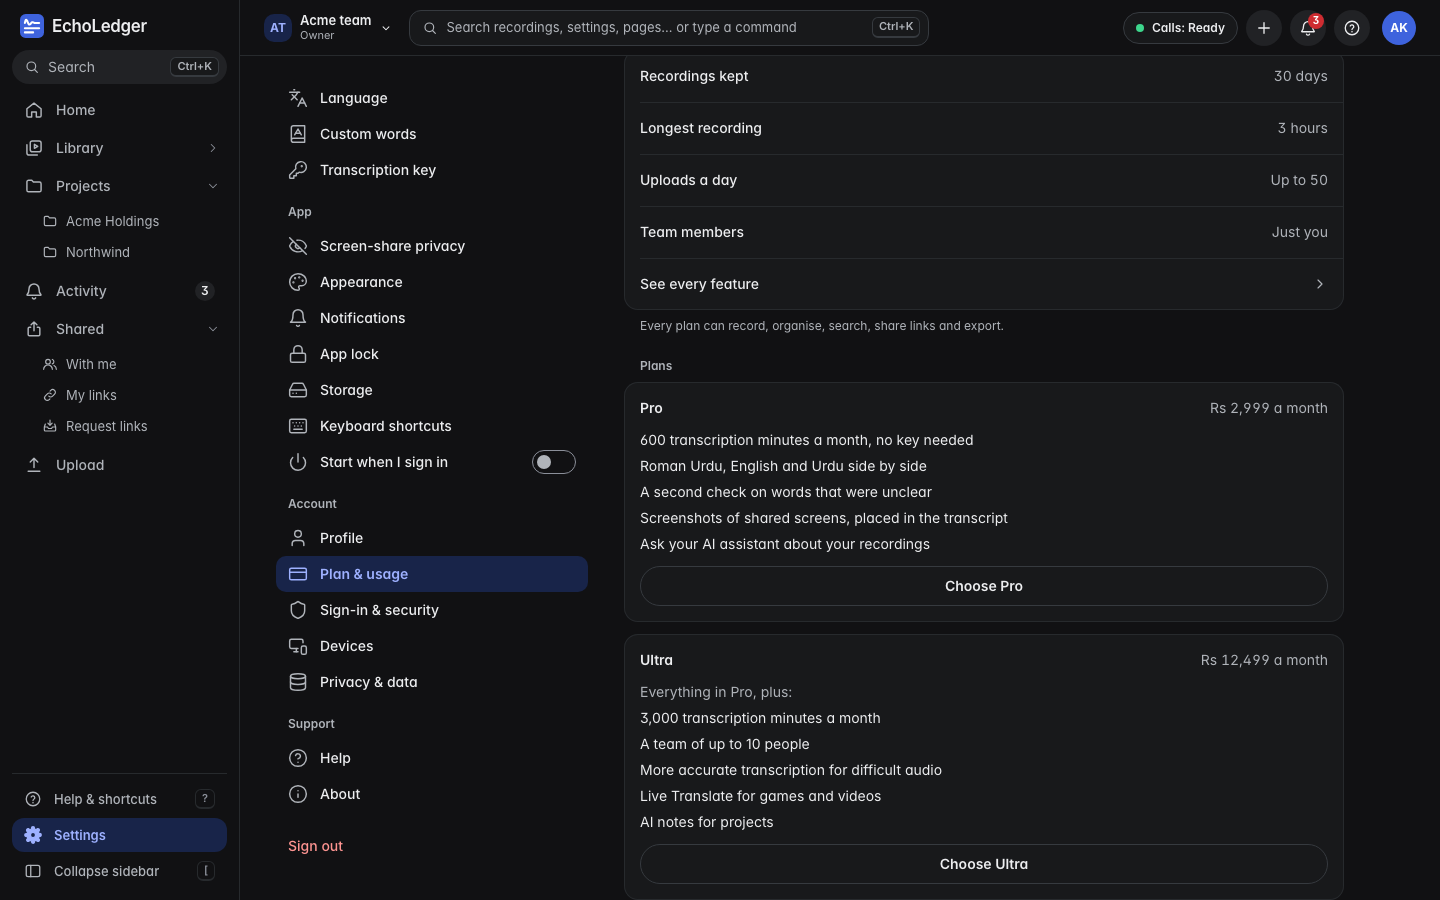 EchoLedger
Search Ctrl+K
Home
Library
Projects
Acme Holdings
Northwind
Activity 3
Shared
With me
My links
Request links
Upload
Help & shortcuts ?
Settings
Collapse sidebar [
AT Acme team
Owner
Search recordings, settings, pages... or type a command Ctrl+K
Calls: Ready
3
AK
Language
Custom words
Transcription key
App
Screen-share privacy
Appearance
Notifications
App lock
Storage
Keyboard shortcuts
Start when I sign in
Account
Profile
Plan & usage
Sign-in & security
Devices
Privacy & data
Support
Help
About
Sign out
Recordings kept 30 days
Longest recording 3 hours
Uploads a day Up to 50
Team members Just you
See every feature
Every plan can record, organise, search, share links and export.
Plans
Pro Rs 2,999 a month
600 transcription minutes a month, no key needed
Roman Urdu, English and Urdu side by side
A second check on words that were unclear
Screenshots of shared screens, placed in the transcript
Ask your AI assistant about your recordings
Choose Pro
Ultra Rs 12,499 a month
Everything in Pro, plus:
3,000 transcription minutes a month
A team of up to 10 people
More accurate transcription for difficult audio
Live Translate for games and videos
AI notes for projects
Choose Ultra